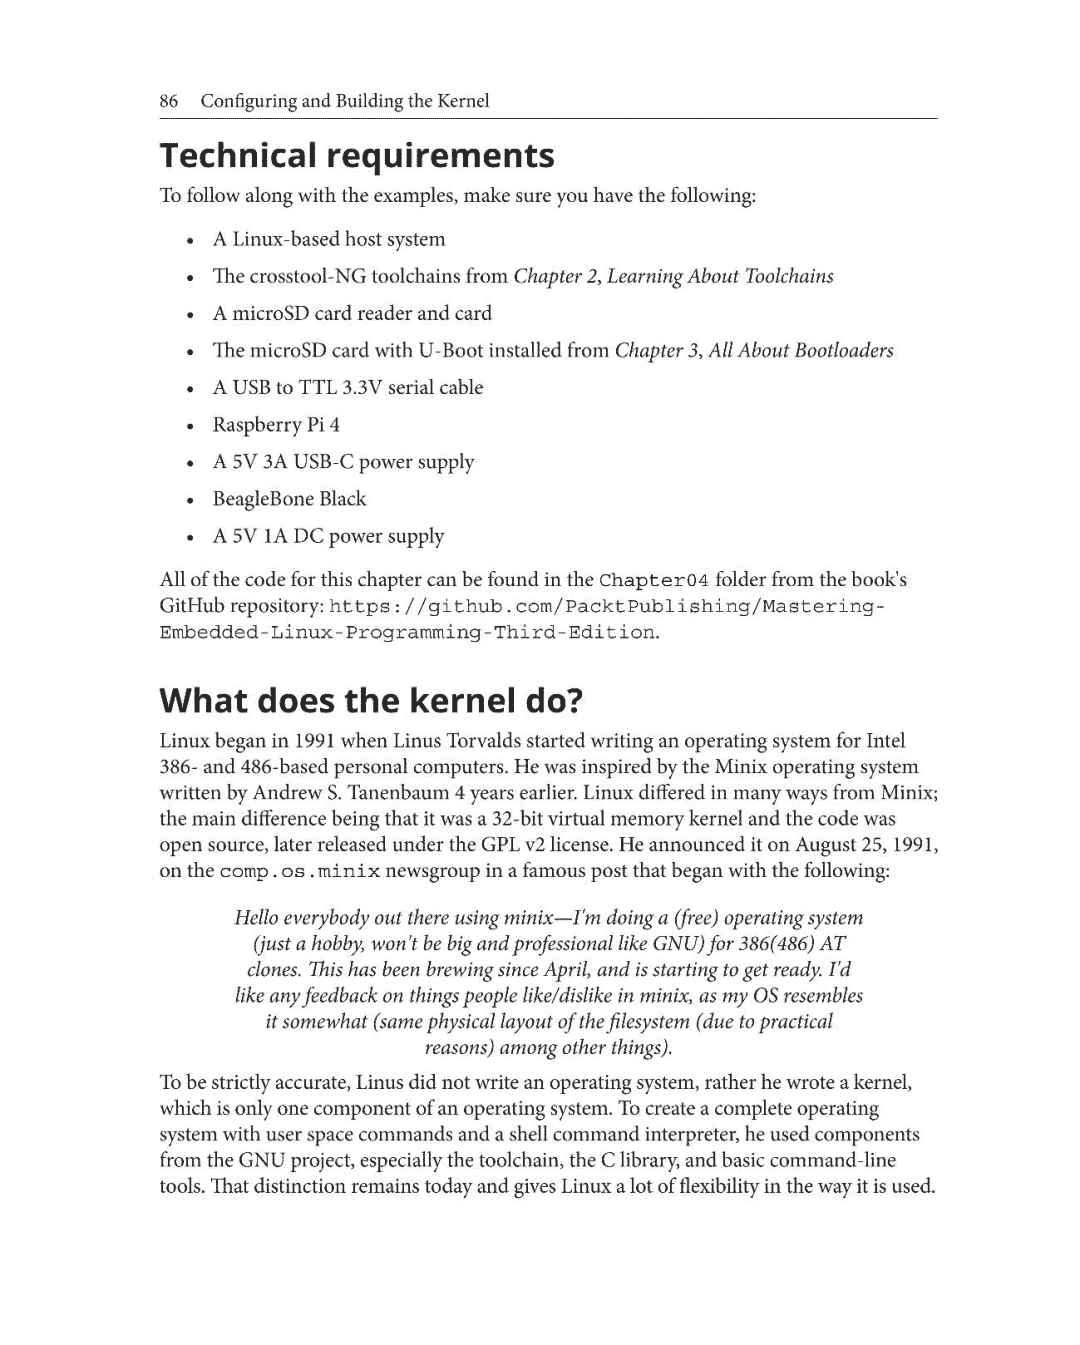 86 Configuring and Building the Kernel
Technical requirements
To follow along with the examples, make sure you have the following:
• A Linux-based host system
• The crosstool-NG toolchains from Chapter 2, Learning About Toolchains
• A microSD card reader and card
• The microSD card with U-Boot installed from Chapter 3, All About Bootloaders
• A USB to TTL 3.3V serial cable
• Raspberry Pi 4
• A 5V 3A USB-C power supply
• BeagleBone Black
• A 5V 1A DC power supply
All of the code for this chapter can be found in the Chapter04 folder from the book's
GitHub repository: https://github.com/PacktPublishing/Mastering-
Embedded-Linux-Programming-Third-Edition.
What does the kernel do?
Linux began in 1991 when Linus Torvalds started writing an operating system for Intel
386- and 486-based personal computers. He was inspired by the Minix operating system
written by Andrew S. Tanenbaum 4 years earlier. Linux differed in many ways from Minix;
the main difference being that it was a 32-bit virtual memory kernel and the code was
open source, later released under the GPL v2 license. He announced it on August 25, 1991,
on the comp.os.minix newsgroup in a famous post that began with the following:
Hello everybody out there using minix—I'm doing a (free) operating system
(just a hobby, won't be big and professional like GNU) for 386(486) AT
clones. This has been brewing since April, and is starting to get ready. I'd
like any feedback on things people like/dislike in minix, as my OS resembles
it somewhat (same physical layout of the filesystem (due to practical
reasons) among other things).
To be strictly accurate, Linus did not write an operating system, rather he wrote a kernel,
which is only one component of an operating system. To create a complete operating
system with user space commands and a shell command interpreter, he used components
from the GNU project, especially the toolchain, the C library, and basic command-line
tools. That distinction remains today and gives Linux a lot of flexibility in the way it is used.